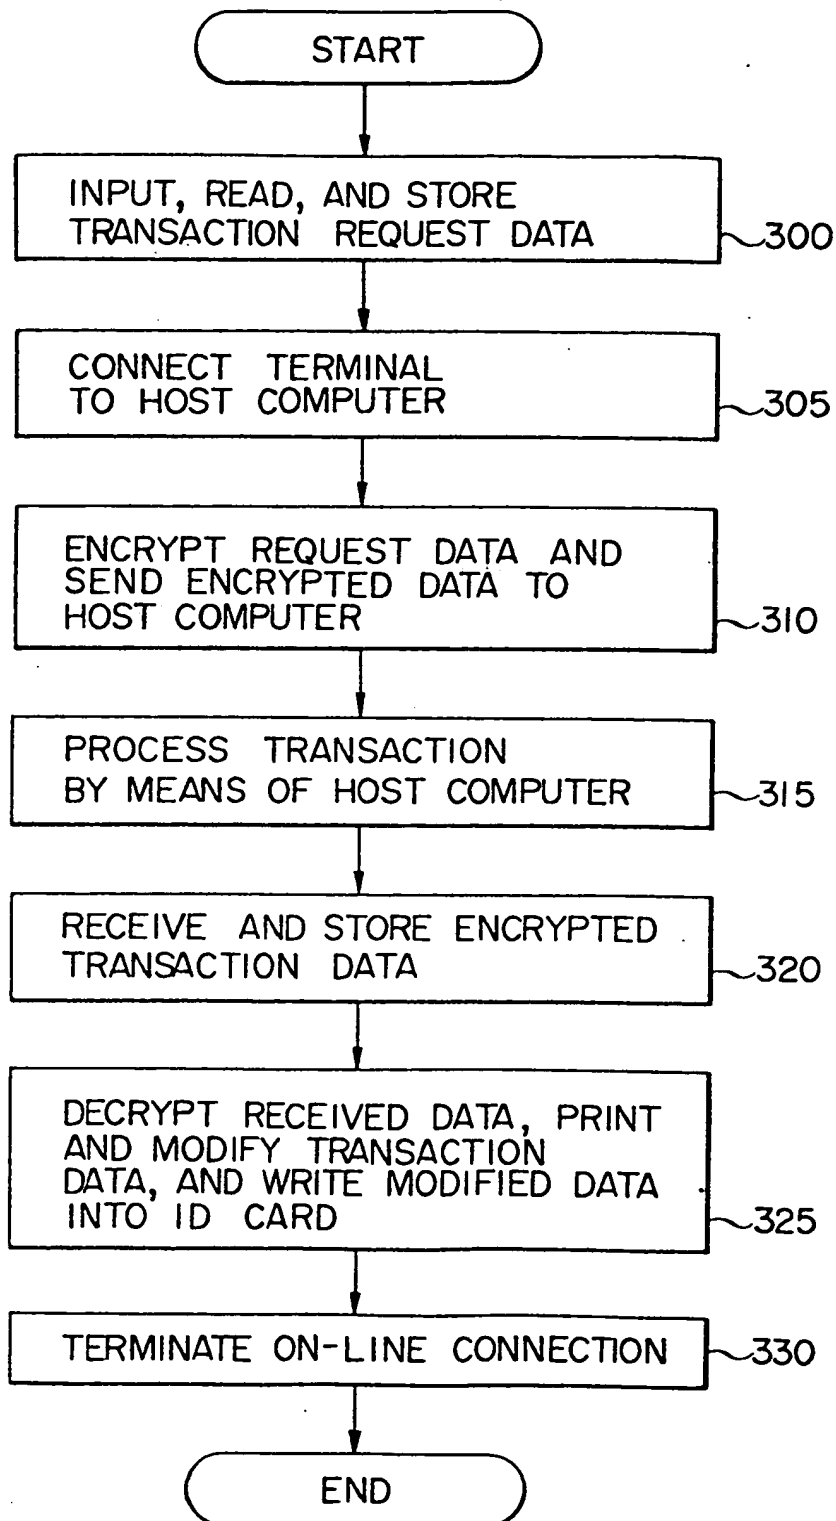 START
INPUT, READ, AND STORE
TRANSACTION REQUEST DATA
300
CONNECT TERMINAL
TO HOST COMPUTER
305
ENCRYPT REQUEST DATA AND
SEND ENCRYPTED DATA TO
HOST COMPUTER
310
PROCESS TRANSACTION
BY MEANS OF HOST COMPUTER
315
RECEIVE AND STORE ENCRYPTED
TRANSACTION DATA
320
DECRYPT RECEIVED DATA, PRINT
AND MODIFY TRANSACTION
DATA, AND WRITE MODIFIED DATA
INTO ID CARD
325
TERMINATE ON-LINE CONNECTION
330
END